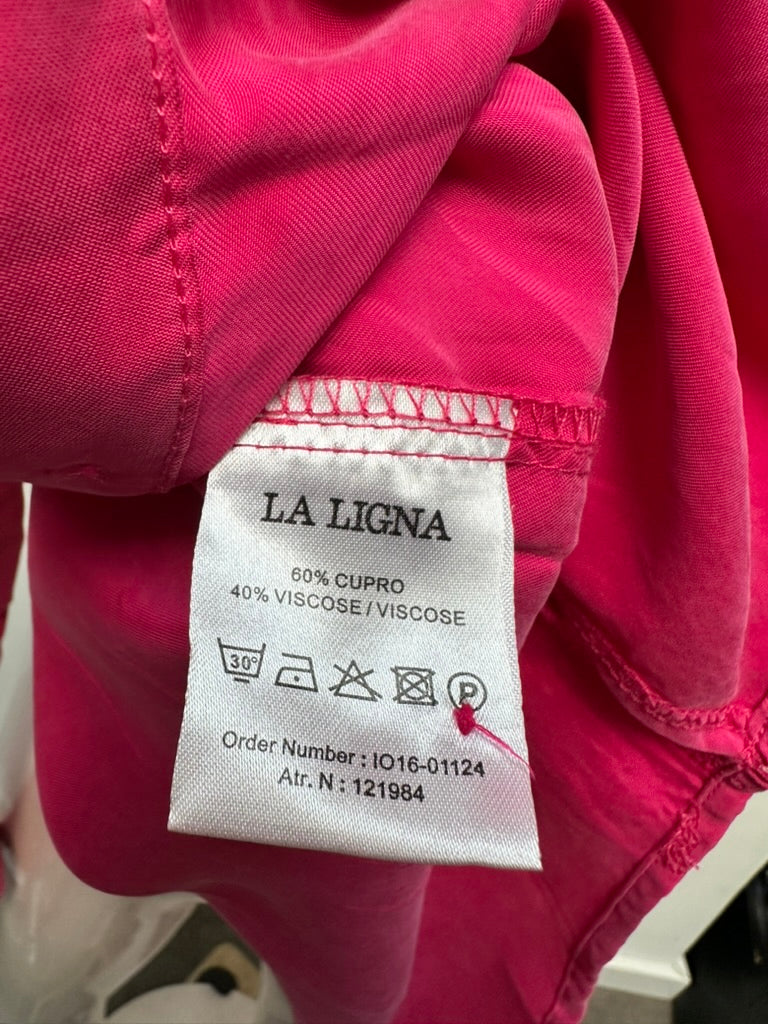 LA LIGNA
60% CUPRO
40% VISCOSE / VISCOSE
30°
P
Order Number : IO16-01124
Atr. N : 121984